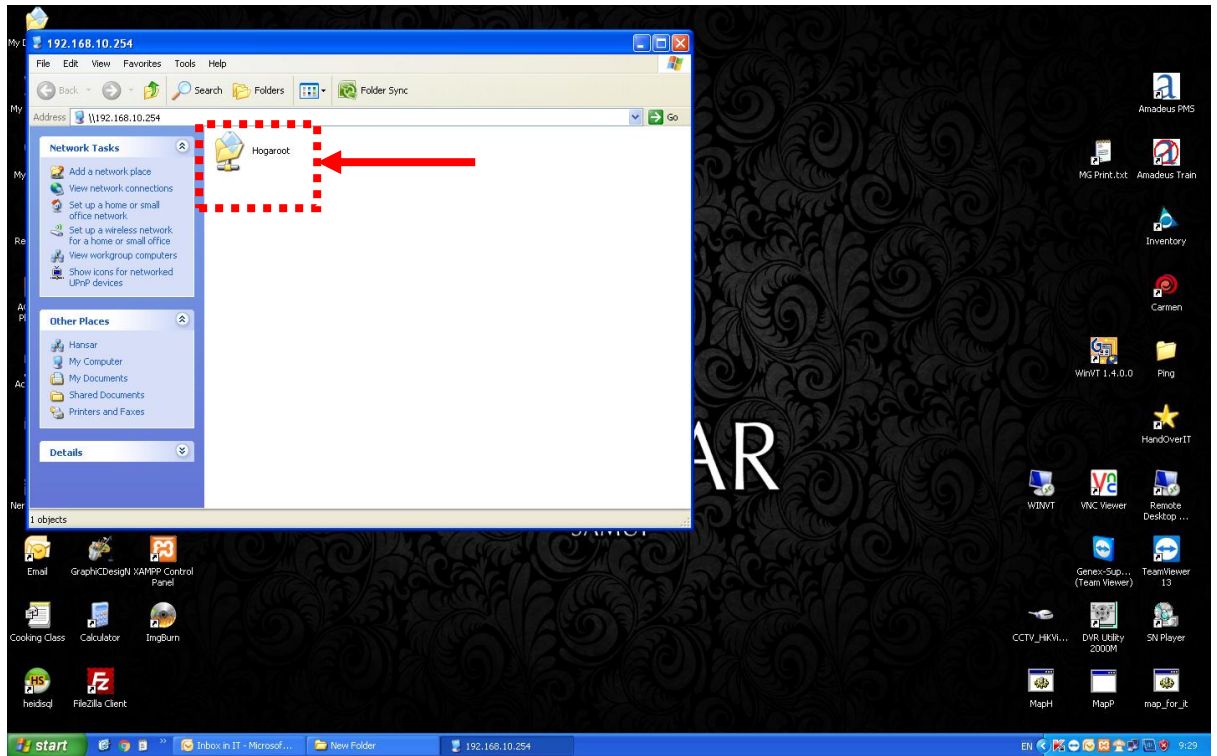 My D
192.168.10.254
File Edit View Favorites Tools Help
Back Search Folders Folder Sync
Address \\192.168.10.254 Go
Network Tasks
Add a network place
View network connections
Set up a home or small
office network
Set up a wireless network
for a home or small office
View workgroup computers
Show icons for networked
UPnP devices
Other Places
Hansar
My Computer
My Documents
Shared Documents
Printers and Faxes
Details
Hogaroot
1 objects
My
My
Re
Ner
AR
SAMUI
Amadeus PMS
MG Print.txt
Amadeus Train
Inventory
Carmen
WinVT 1.4.0.0
Ping
HandOverIT
WINVT
VNC Viewer
Remote
Desktop ...
Email
GraphiCDesigN
XAMPP Control
Panel
Genex-Sup...
(Team Viewer)
TeamViewer
13
Cooking Class
Calculator
ImgBurn
CCTV_HiKVi...
DVR Utility
2000M
SN Player
heidisql
FileZilla Client
MapH
MapP
map_for_it
start
Inbox in IT - Microsof...
New Folder
192.168.10.254
EN
9:29